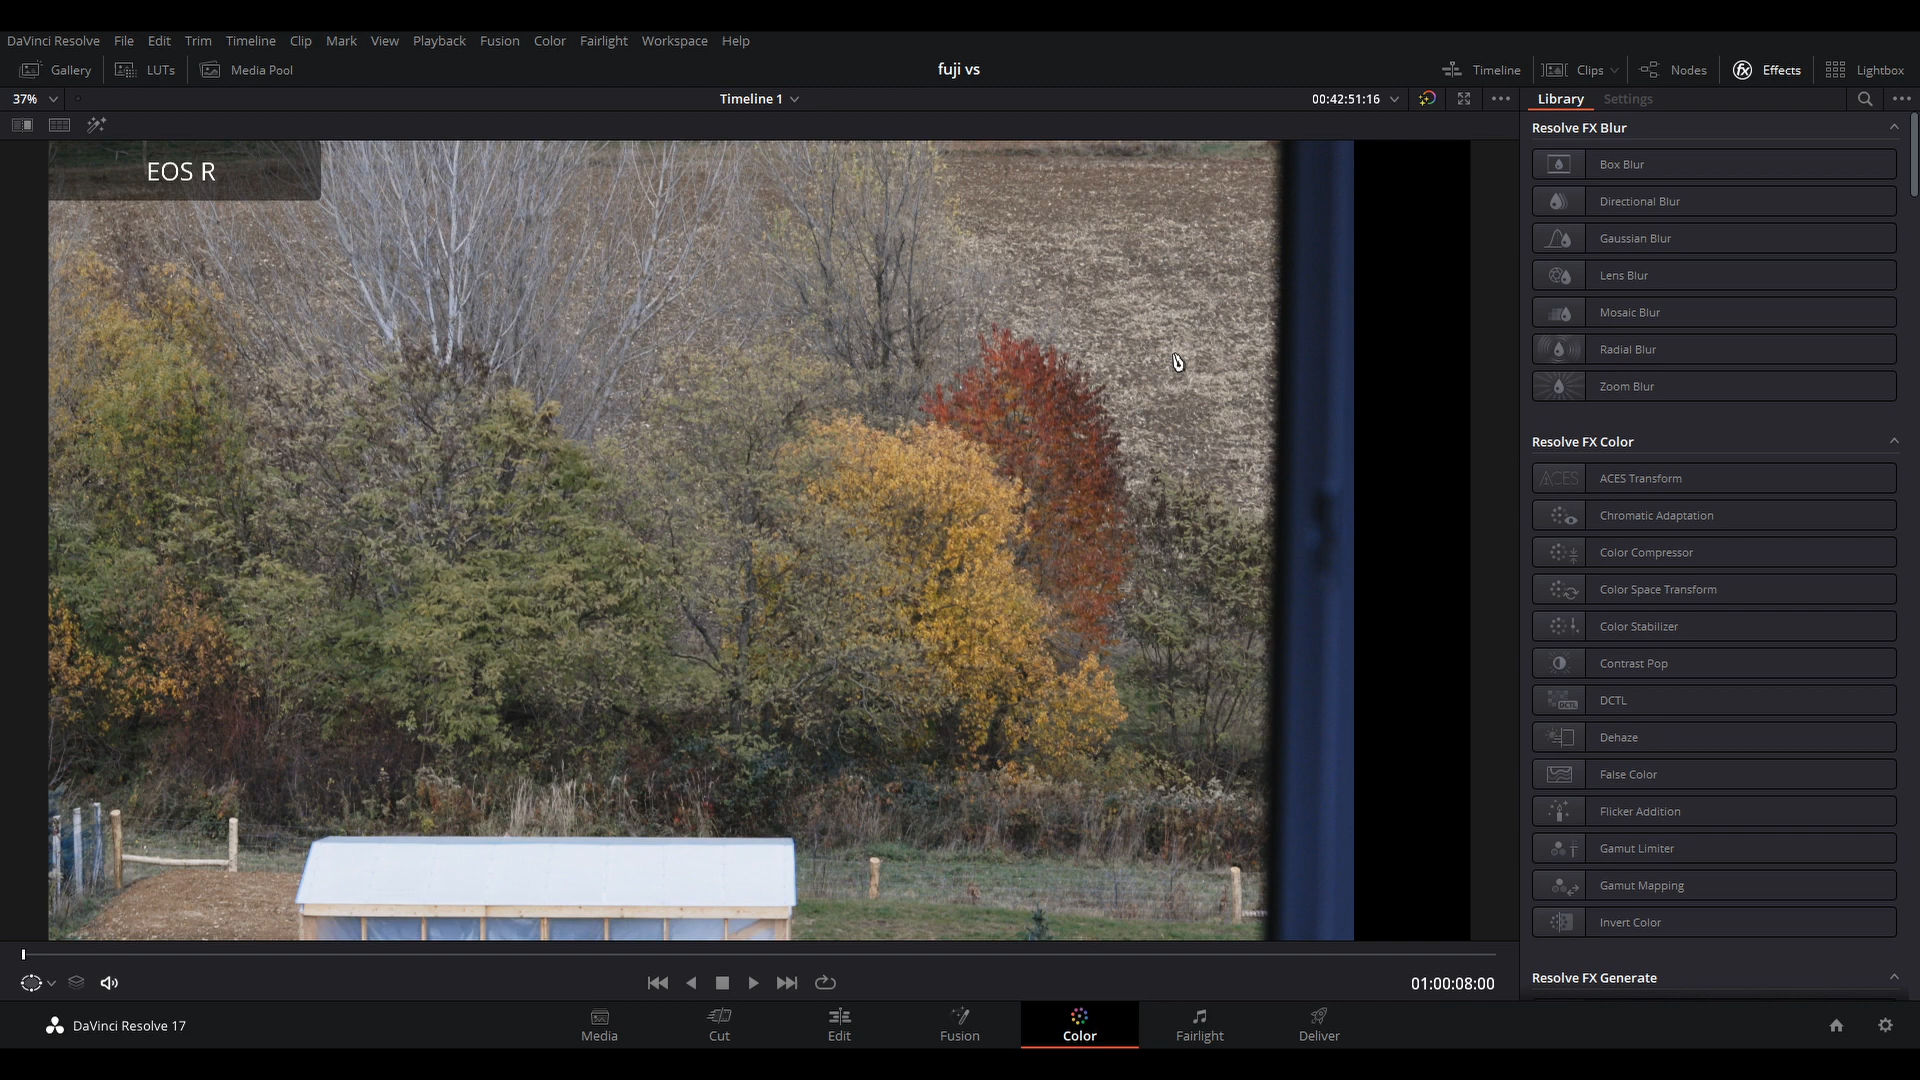 DaVinci Resolve File Edit Trim Timeline Clip Mark View Playback Fusion Color Fairlight Workspace Help
Gallery LUTs Media Pool fuji vs Timeline Clips Nodes Effects Lightbox
37% Timeline 1 00:42:51:16 Library Settings
EOS R
Resolve FX Blur
Box Blur
Directional Blur
Gaussian Blur
Lens Blur
Mosaic Blur
Radial Blur
Zoom Blur
Resolve FX Color
ACES ACES Transform
Chromatic Adaptation
Color Compressor
Color Space Transform
Color Stabilizer
Contrast Pop
DCTL DCTL
Dehaze
False Color
Flicker Addition
Gamut Limiter
Gamut Mapping
Invert Color
Resolve FX Generate
01:00:08:00
DaVinci Resolve 17 Media Cut Edit Fusion Color Fairlight Deliver